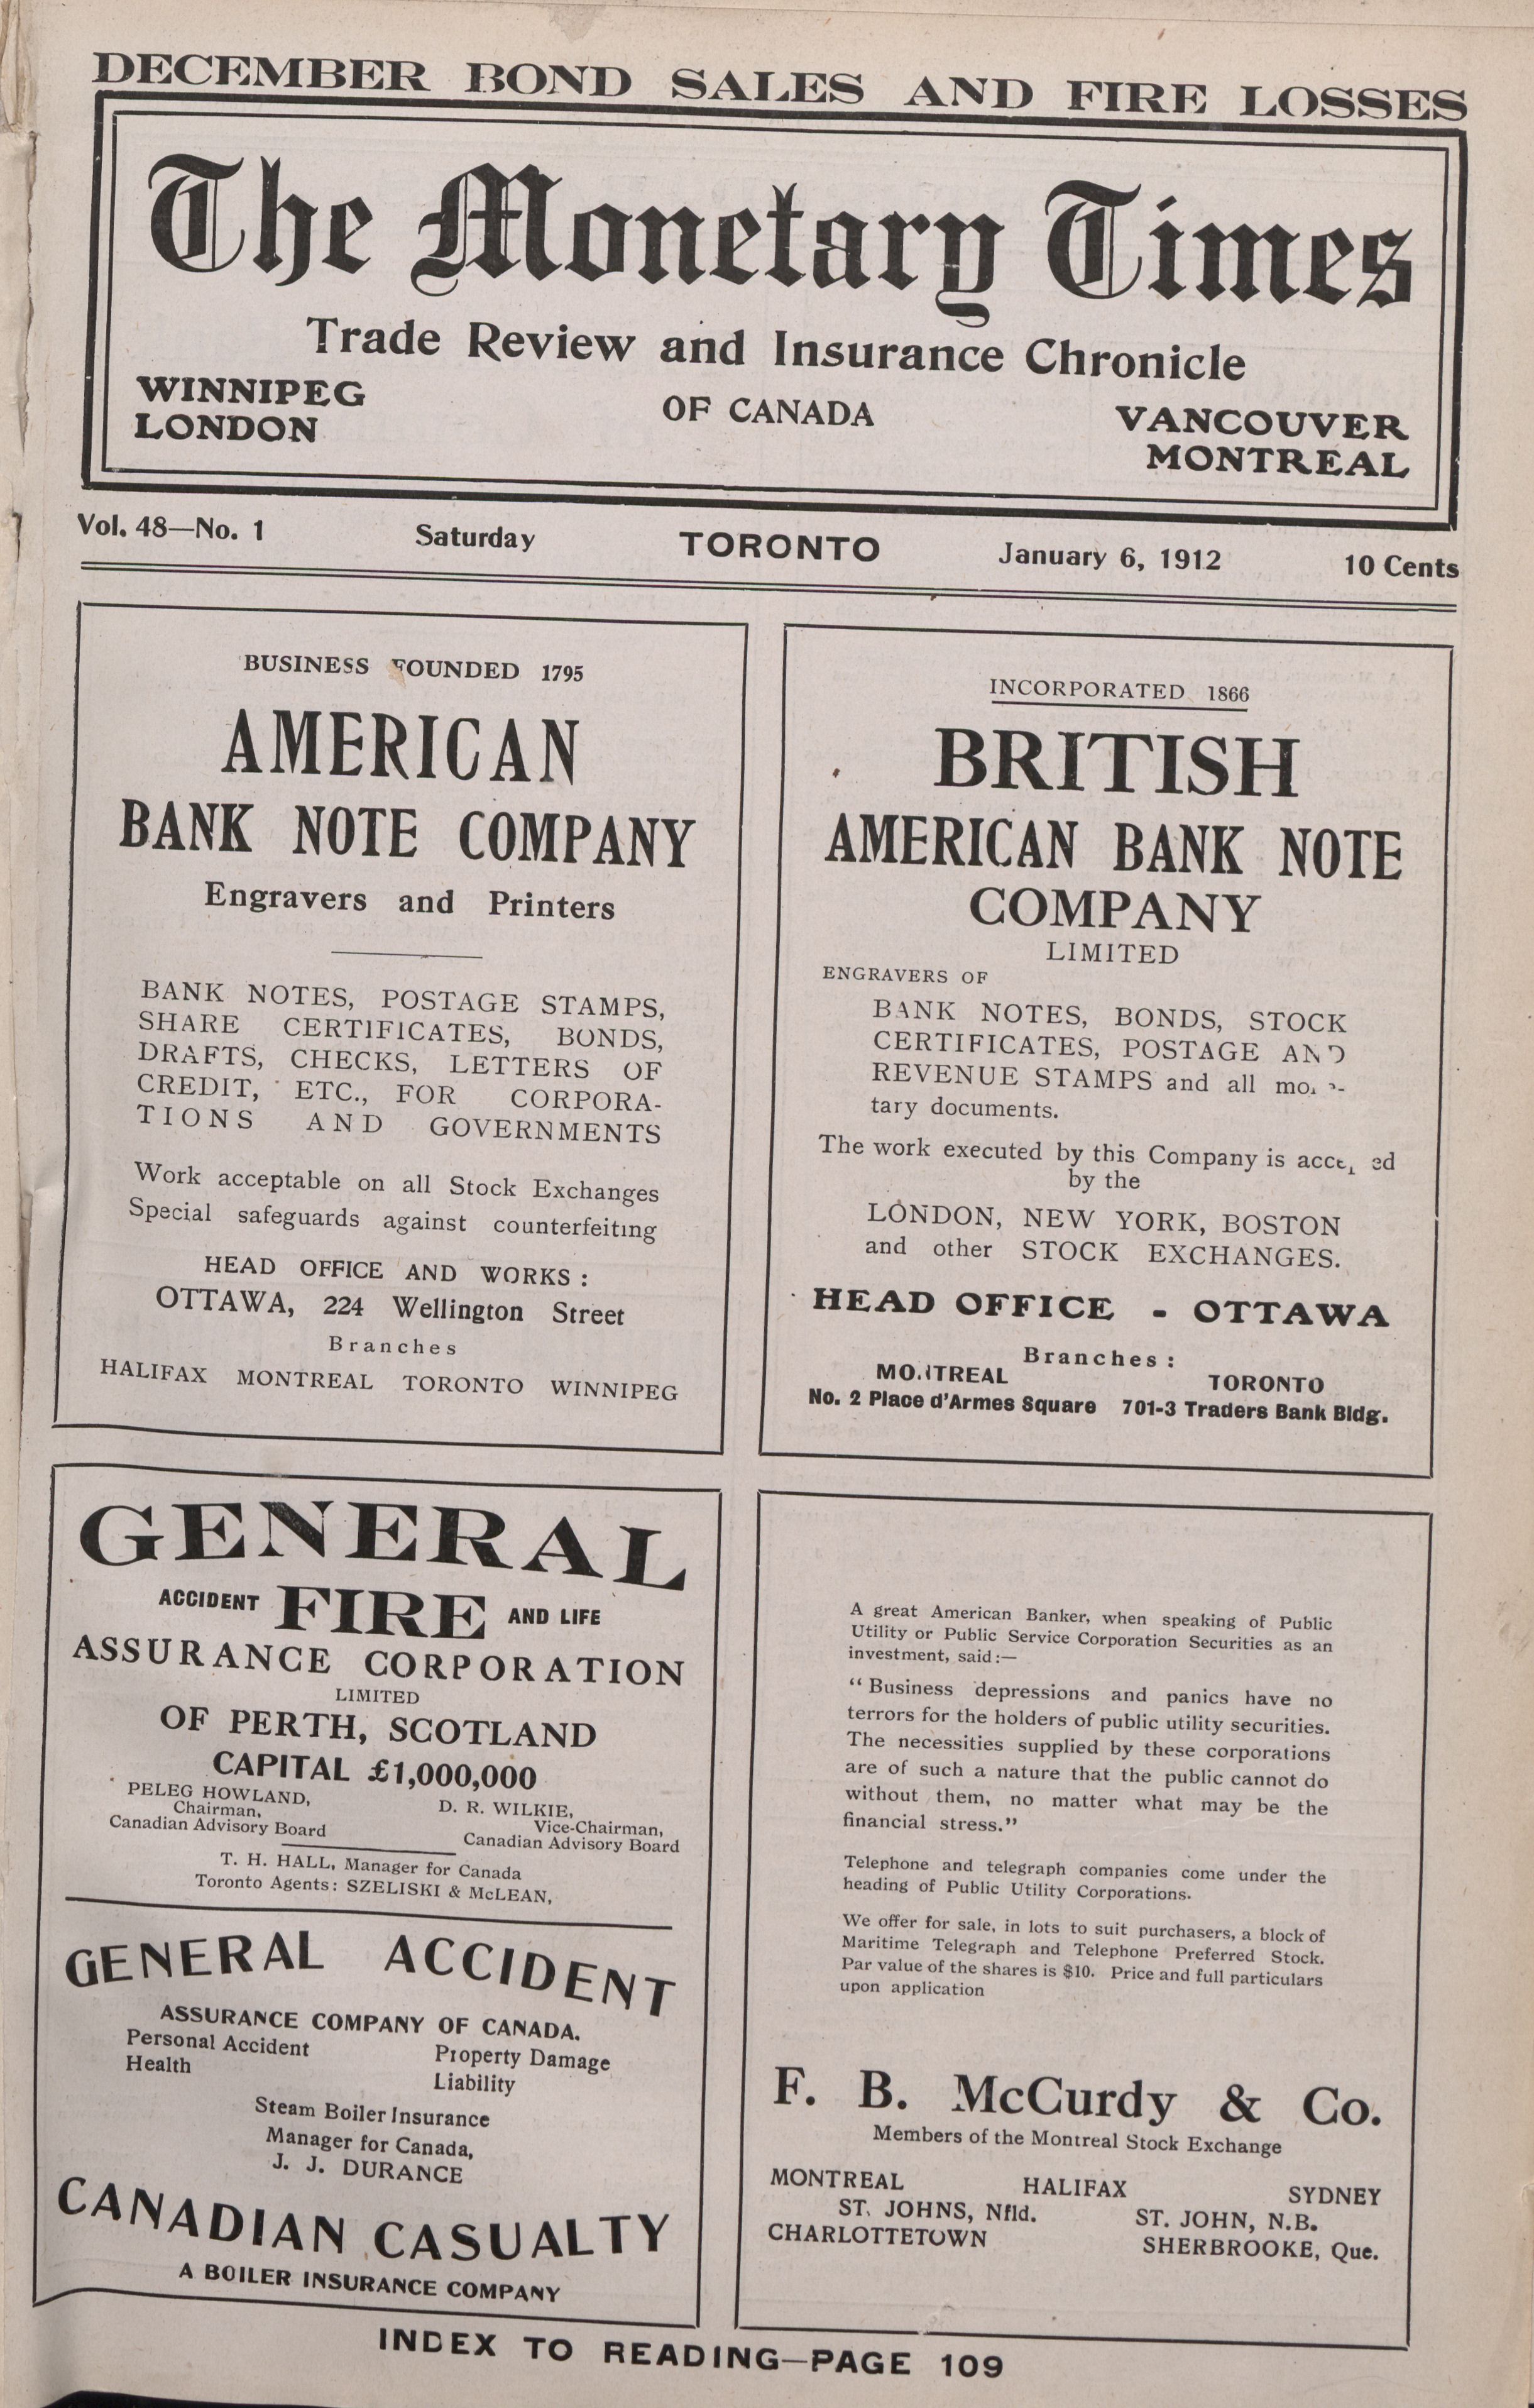 DECEMBER BOND SALES AND FIRE LOSSES
The Monetary Times
Trade Review and Insurance Chronicle
OF CANADA
WINNIPEG
LONDON
VANCOUVER
MONTREAL
Vol. 48—No. 1 Saturday TORONTO January 6, 1912 10 Cents
BUSINESS FOUNDED 1795
AMERICAN
BANK NOTE COMPANY
Engravers and Printers
BANK NOTES, POSTAGE STAMPS,
SHARE CERTIFICATES, BONDS,
DRAFTS, CHECKS, LETTERS OF
CREDIT, ETC., FOR CORPORA-
TIONS AND GOVERNMENTS
Work acceptable on all Stock Exchanges
Special safeguards against counterfeiting
HEAD OFFICE AND WORKS:
OTTAWA, 224 Wellington Street
Branches
HALIFAX MONTREAL TORONTO WINNIPEG
INCORPORATED 1866
BRITISH
AMERICAN BANK NOTE
COMPANY
LIMITED
ENGRAVERS OF
BANK NOTES, BONDS, STOCK
CERTIFICATES, POSTAGE AND
REVENUE STAMPS and all
tary documents.
The work executed by this Company is
by the
LONDON, NEW YORK, BOSTON
and other STOCK EXCHANGES.
HEAD OFFICE - OTTAWA
Branches:
MONTREAL TORONTO
No. 2 Place d'Armes Square 701-3 Traders Bank Bldg.
GENERAL
ACCIDENT FIRE AND LIFE
ASSURANCE CORPORATION
LIMITED
OF PERTH, SCOTLAND
CAPITAL £1,000,000
PELEG HOWLAND,
Chairman,
Canadian Advisory Board
D. R. WILKIE,
Vice-Chairman,
Canadian Advisory Board
T. H. HALL, Manager for Canada
Toronto Agents: SZELISKI & McLEAN,
GENERAL ACCIDENT
ASSURANCE COMPANY OF CANADA.
Personal Accident Property Damage
Health Liability
Steam Boiler Insurance
Manager for Canada,
J. J. DURANCE
CANADIAN CASUALTY
A BOILER INSURANCE COMPANY
A great American Banker, when speaking of Public
Utility or Public Service Corporation Securities as an
investment, said:—
"Business depressions and panics have no
terrors for the holders of public utility securities.
The necessities supplied by these corporations
are of such a nature that the public cannot do
without them, no matter what may be the
financial stress."
Telephone and telegraph companies come under the
heading of Public Utility Corporations.
We offer for sale, in lots to suit purchasers, a block of
Maritime Telegraph and Telephone Preferred Stock.
Par value of the shares is $10. Price and full particulars
upon application
F. B. McCurdy & Co.
Members of the Montreal Stock Exchange
MONTREAL HALIFAX SYDNEY
ST. JOHNS, Nfld. ST. JOHN, N.B.
CHARLOTTETOWN SHERBROOKE, Que.
INDEX TO READING—PAGE 109